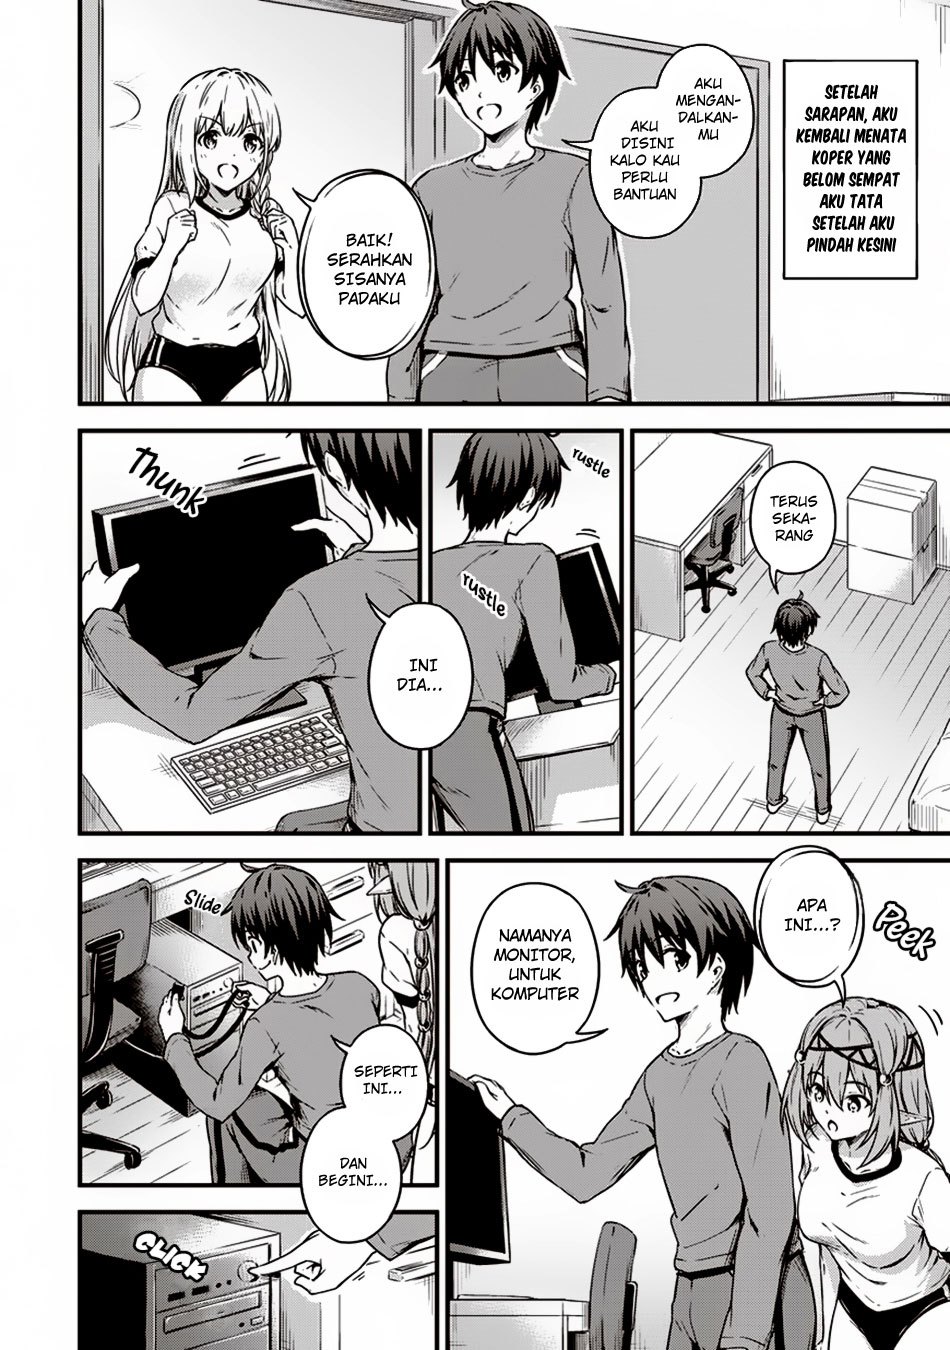 SETELAH
SARAPAN, AKU
KEMBALI MENATA
KOPER YANG
BELOM SEMPAT
AKU TATA
SETELAH AKU
PINDAH KESINI
AKU
MENGAN-
DALKAN-
MU
AKU
DISINI
KALO KAU
PERLU
BANTUAN
BAIK!
SERAHKAN
SISANYA
PADAKU
TERUS
SEKA-
RANG
rustle
rustle
INI
DIA...
Thunk
APA
INI...?
Peek
NAMANYA
MONITOR,
UNTUK
KOMPUTER
Slide
SEPERTI
INI...
DAN
BEGINI...
CLICK